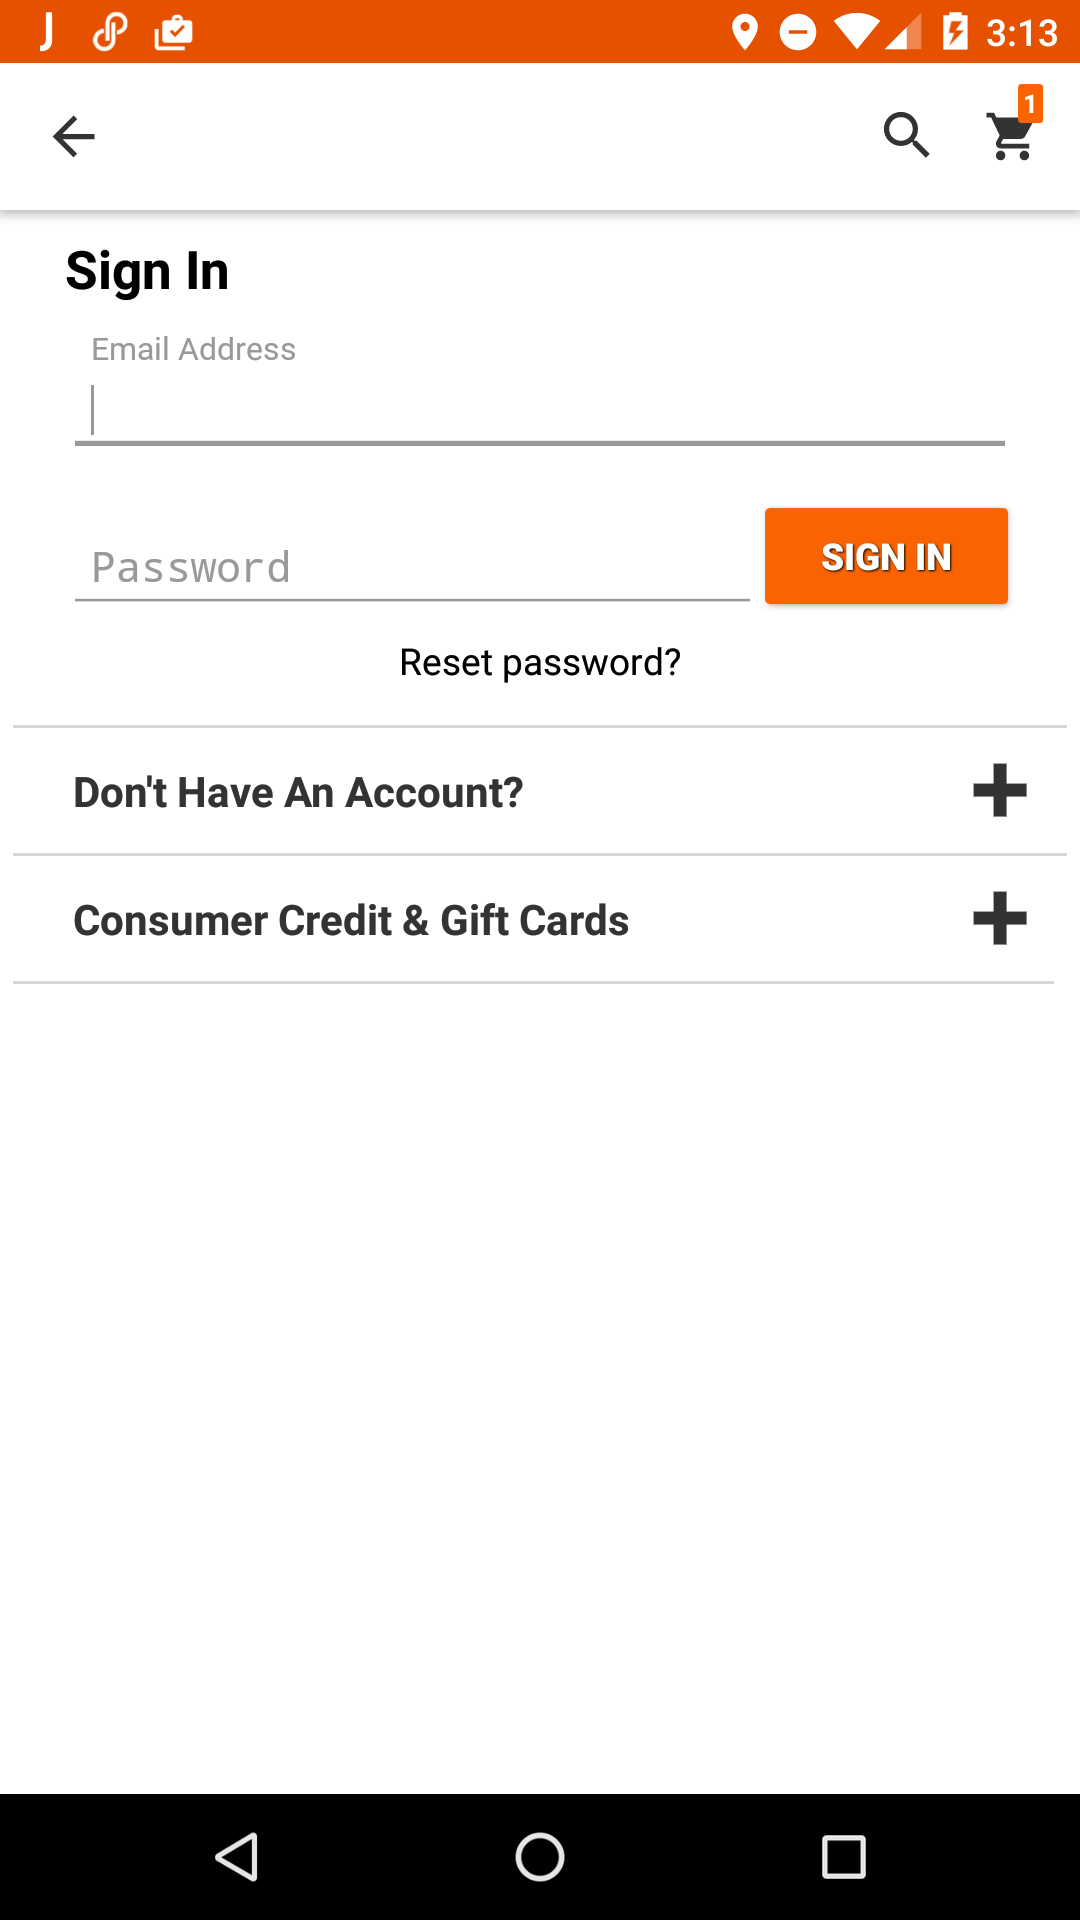 3:13
1
Sign In
Email Address
Password
SIGN IN
Reset password?
Don't Have An Account?
Consumer Credit & Gift Cards